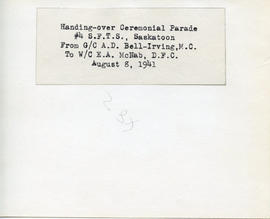 Handing-over Ceremonial Parade
#4 S.F.T.S., Saskatoon
From G/C A.D. Bell-Irving,M.C.
To W/C E.A. McNab, D.F.C.
August 8, 1941